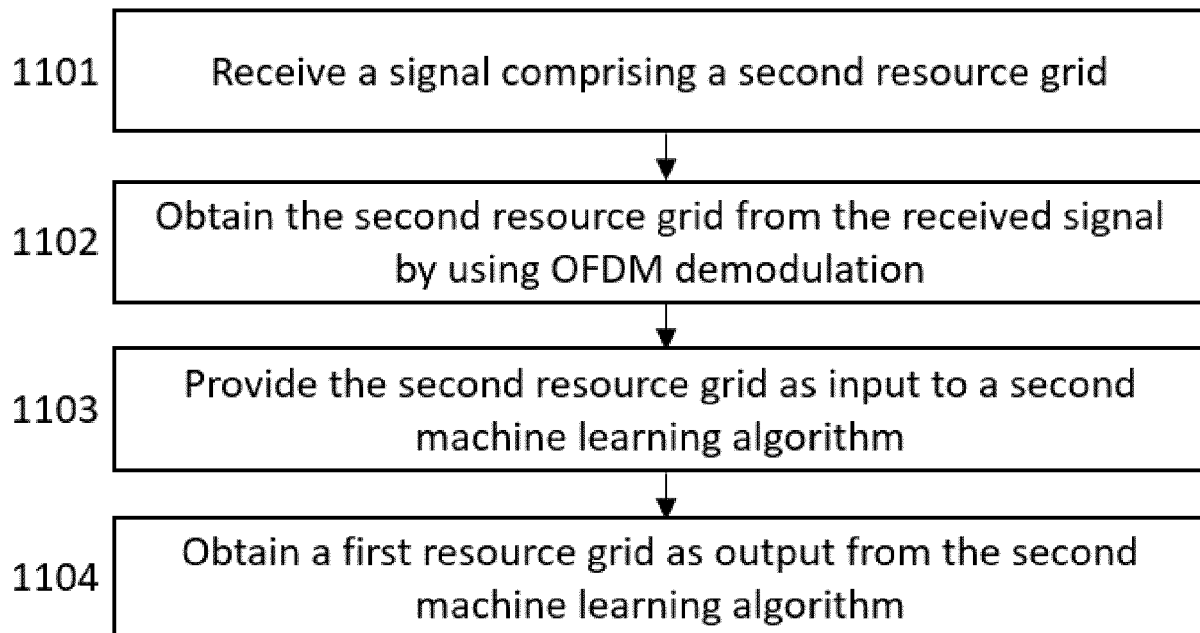 1101
Receive a signal comprising a second resource grid
1102
Obtain the second resource grid from the received signal
by using OFDM demodulation
1103
Provide the second resource grid as input to a second
machine learning algorithm
1104
Obtain a first resource grid as output from the second
machine learning algorithm